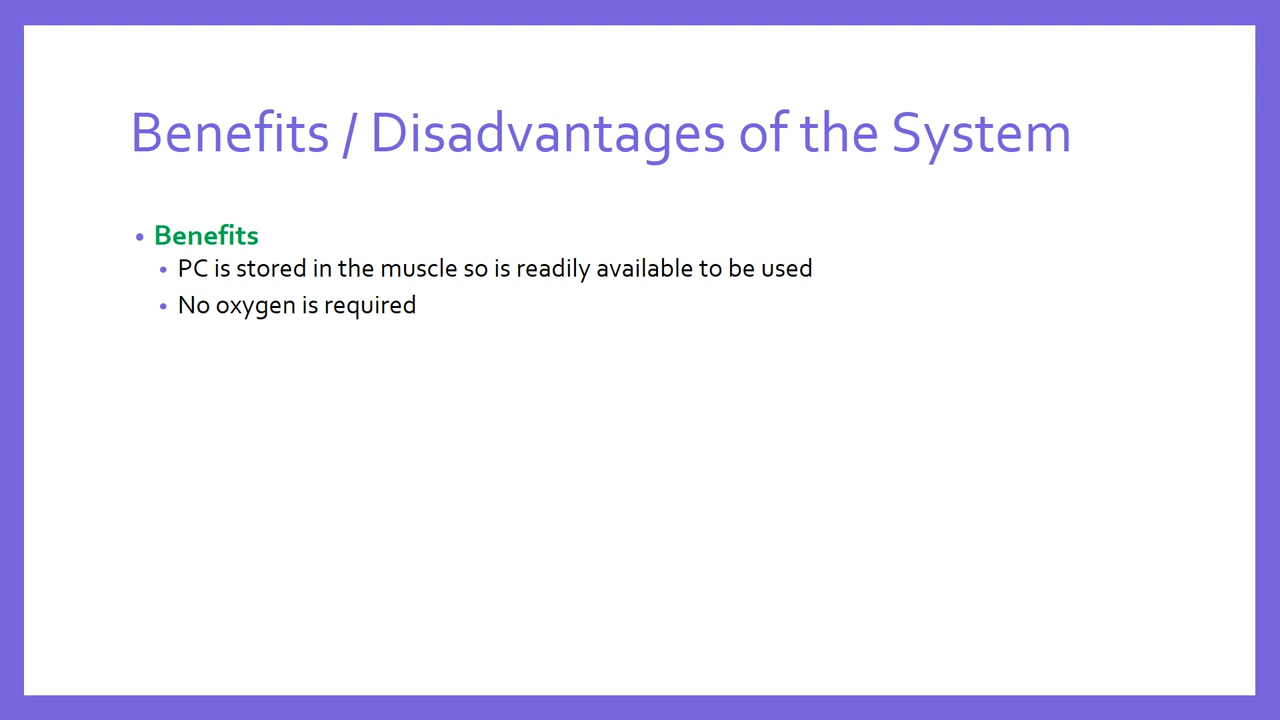 Benefits / Disadvantages of the System
• Benefits
• PC is stored in the muscle so is readily available to be used
• No oxygen is required